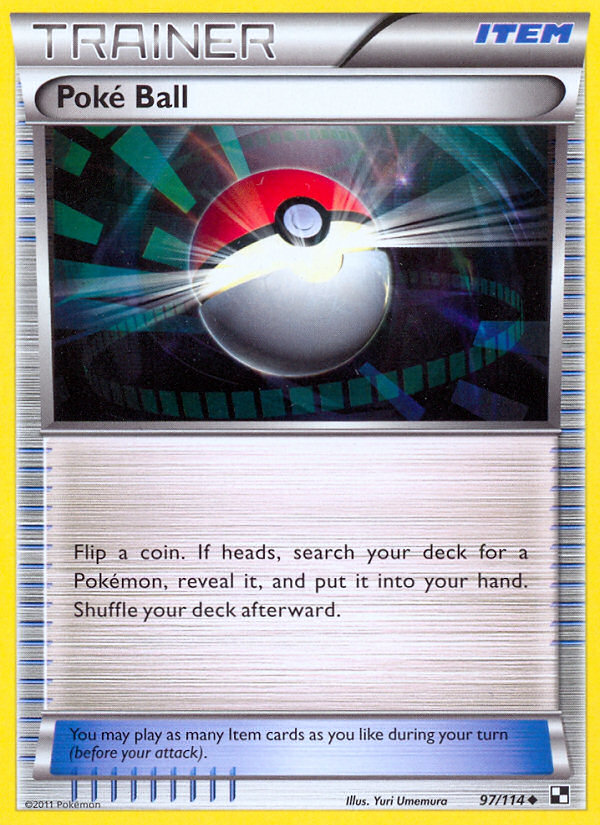 TRAINER
ITEM
Poké Ball
Flip a coin. If heads, search your deck for a
Pokémon, reveal it, and put it into your hand.
Shuffle your deck afterward.
You may play as many Item cards as you like during your turn
(before your attack).
©2011 Pokémon
Illus. Yuri Umemura
97/114